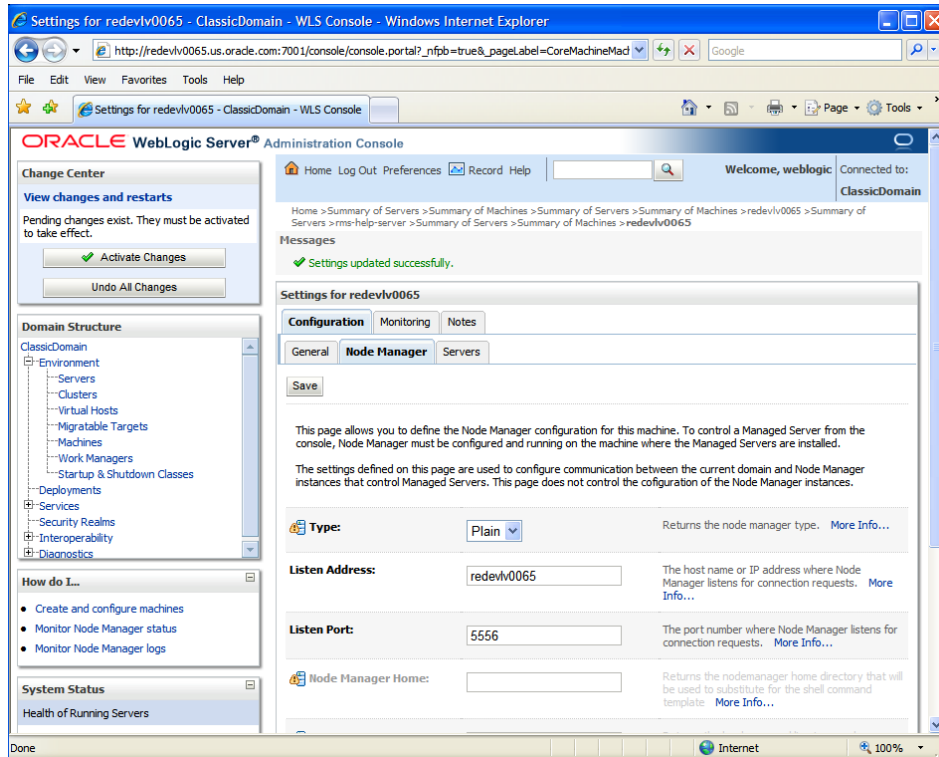 Settings for redevlv0065 - ClassicDomain - WLS Console - Windows Internet Explorer
http://redevlv0065.us.oracle.com:7001/console/console.portal?_nfpb=true&_pageLabel=CoreMachineMach
Google
File Edit View Favorites Tools Help
Settings for redevlv0065 - ClassicDomain - WLS Console
Page Tools
ORACLE WebLogic Server® Administration Console
Change Center
View changes and restarts
Pending changes exist. They must be activated
to take effect.
Activate Changes
Undo All Changes
Domain Structure
ClassicDomain
Environment
Servers
Clusters
Virtual Hosts
Migratable Targets
Machines
Work Managers
Startup & Shutdown Classes
Deployments
Services
Security Realms
Interoperability
Diagnostics
How do I...
Create and configure machines
Monitor Node Manager status
Monitor Node Manager logs
System Status
Health of Running Servers
Home Log Out Preferences Record Help
Welcome, weblogic
Connected to:
ClassicDomain
Home >Summary of Servers >Summary of Machines >Summary of Servers >Summary of Machines >redevlv0065 >Summary of
Servers >rms-help-server >Summary of Servers >Summary of Machines >redevlv0065
Messages
Settings updated successfully.
Settings for redevlv0065
Configuration Monitoring Notes
General Node Manager Servers
Save
This page allows you to define the Node Manager configuration for this machine. To control a Managed Server from the
console, Node Manager must be configured and running on the machine where the Managed Servers are installed.
The settings defined on this page are used to configure communication between the current domain and Node Manager
instances that control Managed Servers. This page does not control the cofiguration of the Node Manager instances.
Type:
Plain
Returns the node manager type. More Info...
Listen Address:
redevlv0065
The host name or IP address where Node
Manager listens for connection requests. More
Info...
Listen Port:
5556
The port number where Node Manager listens for
connection requests. More Info...
Node Manager Home:
Returns the nodemanager home directory that will
be used to substitute for the shell command
template More Info...
Done
Internet
100%